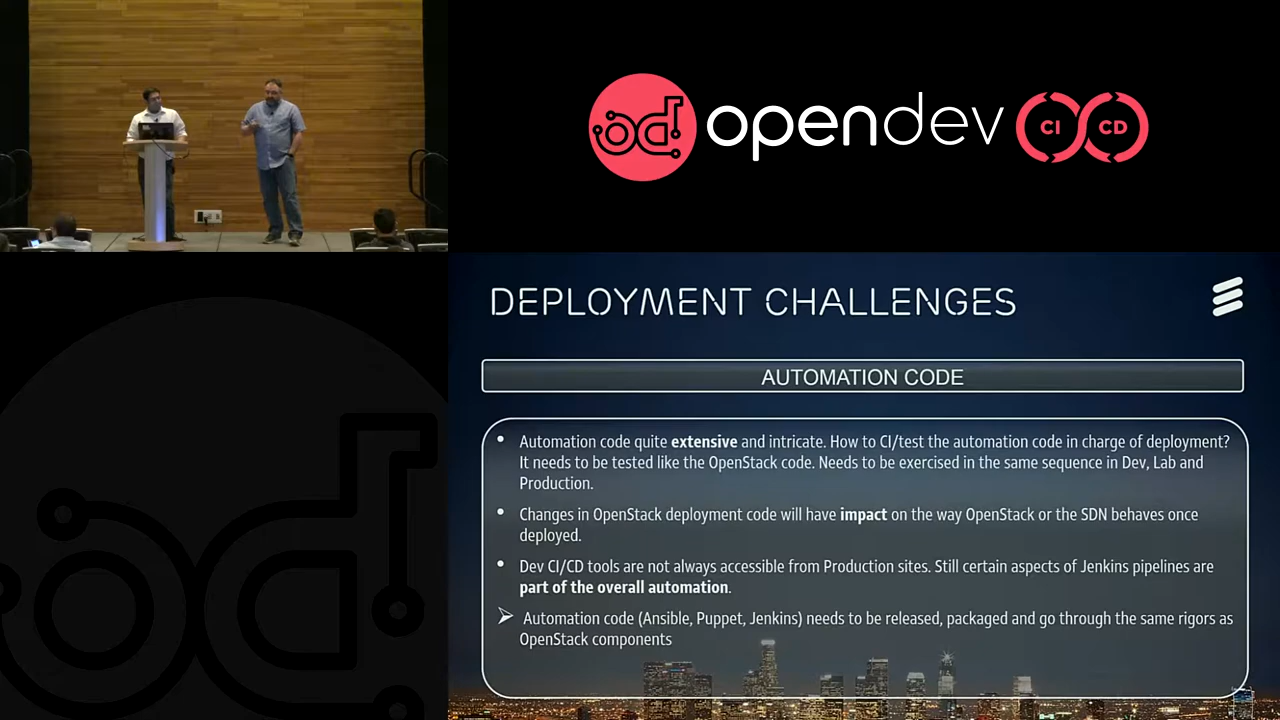 opendev CI CD
DEPLOYMENT CHALLENGES
AUTOMATION CODE
• Automation code quite extensive and intricate. How to CI/test the automation code in charge of deployment?
It needs to be tested like the OpenStack code. Needs to be exercised in the same sequence in Dev, Lab and
Production.
• Changes in OpenStack deployment code will have impact on the way OpenStack or the SDN behaves once
deployed.
• Dev CI/CD tools are not always accessible from Production sites. Still certain aspects of Jenkins pipelines are
part of the overall automation.
➢ Automation code (Ansible, Puppet, Jenkins) needs to be released, packaged and go through the same rigors as
OpenStack components